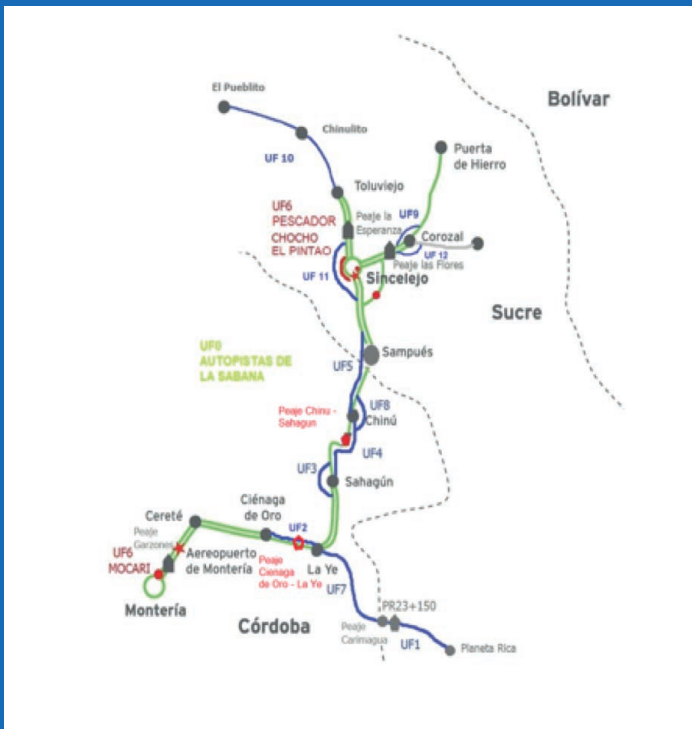 El Pueblito
Bolívar
Chinulito
Puerta
de Hierro
UF 10
Toluviejo
UF6
PESCADOR
CHOCHO
EL PINTAO
Peaje la
Esperanza
UF9
Corozal
UF 12
Peaje las Flores
UF 11
Sincelejo
Sucre
UF0
AUTOPISTAS DE
LA SABANA
Sampués
UF5
Peaje Chinu -
Sahagun
UF8
Chinú
UF4
UF3
Sahagún
Ciénaga
de Oro
Cereté
UF2
Peaje
Garzones
Aereopuerto
de Montería
Peaje
Cienaga
de Oro - La Ye
La Ye
UF6
MOCARI
UF7
Montería
PR23+150
Córdoba
Peaje
Carimagua
UF1
Planeta Rica